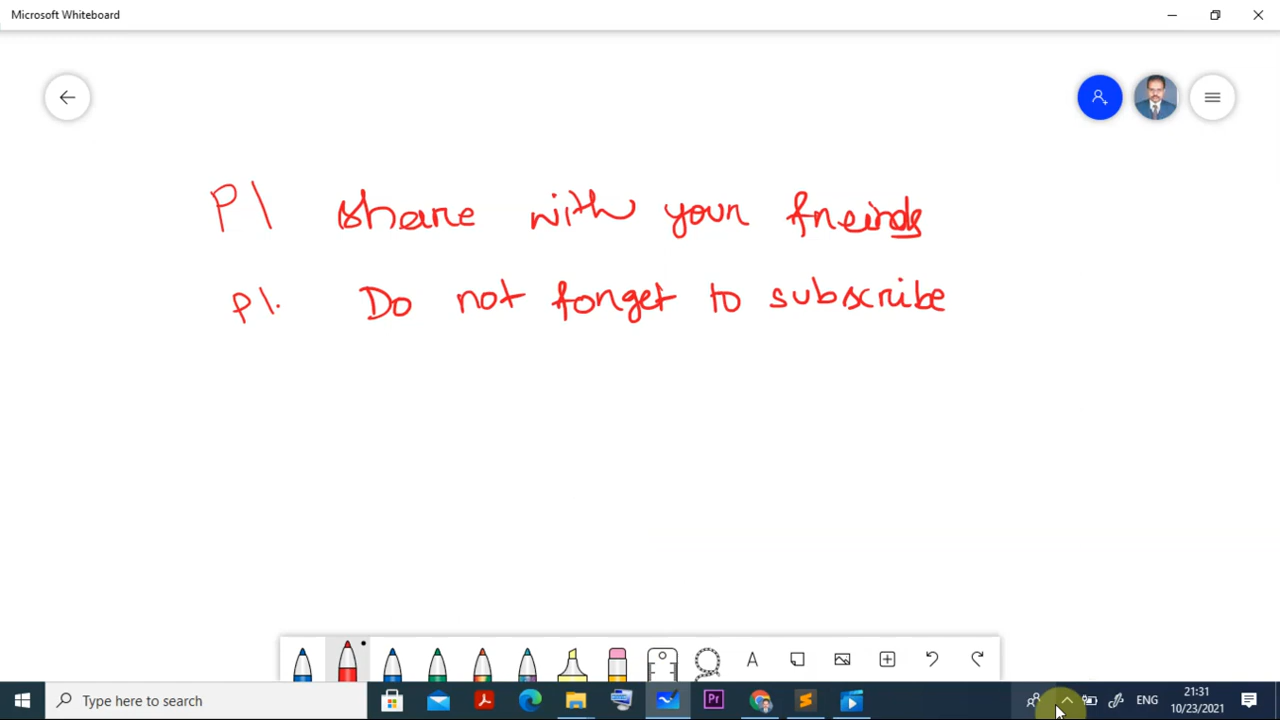 Microsoft Whiteboard
Pl share with your freinds
Pl. Do not forget to subscribe
A
Type here to search
Pr
ENG
21:31
10/23/2021